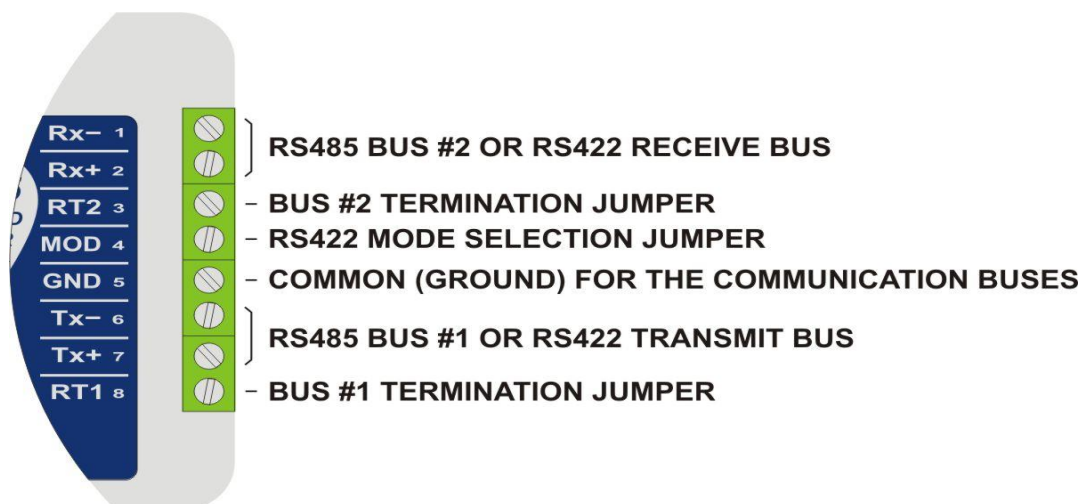 Rx− 1
Rx+ 2
RT2 3
MOD 4
GND 5
Tx− 6
Tx+ 7
RT1 8
RS485 BUS #2 OR RS422 RECEIVE BUS
BUS #2 TERMINATION JUMPER
RS422 MODE SELECTION JUMPER
COMMON (GROUND) FOR THE COMMUNICATION BUSES
RS485 BUS #1 OR RS422 TRANSMIT BUS
BUS #1 TERMINATION JUMPER